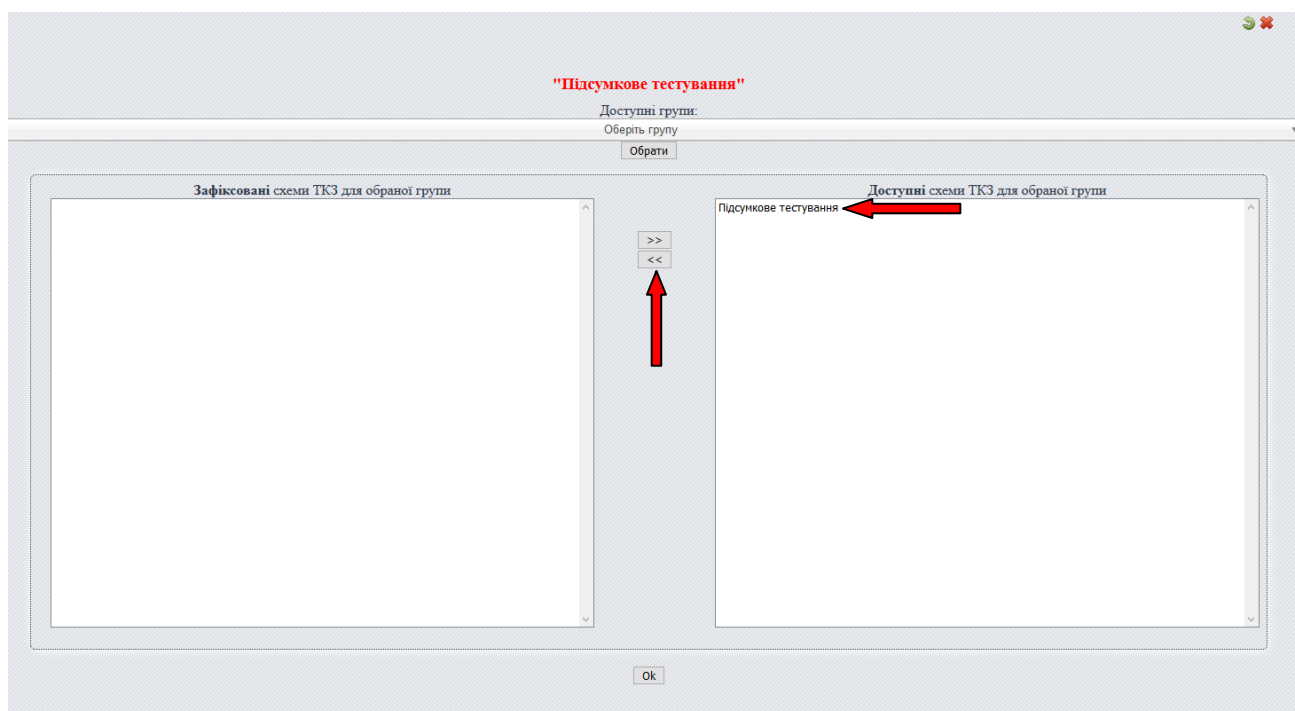 "Підсумкове тестування"
Доступні групи:
Оберіть групу
Обрати
Зафіксовані схеми ТКЗ для обраної групи
Доступні схеми ТКЗ для обраної групи
Підсумкове тестування
>>
<<
Ok